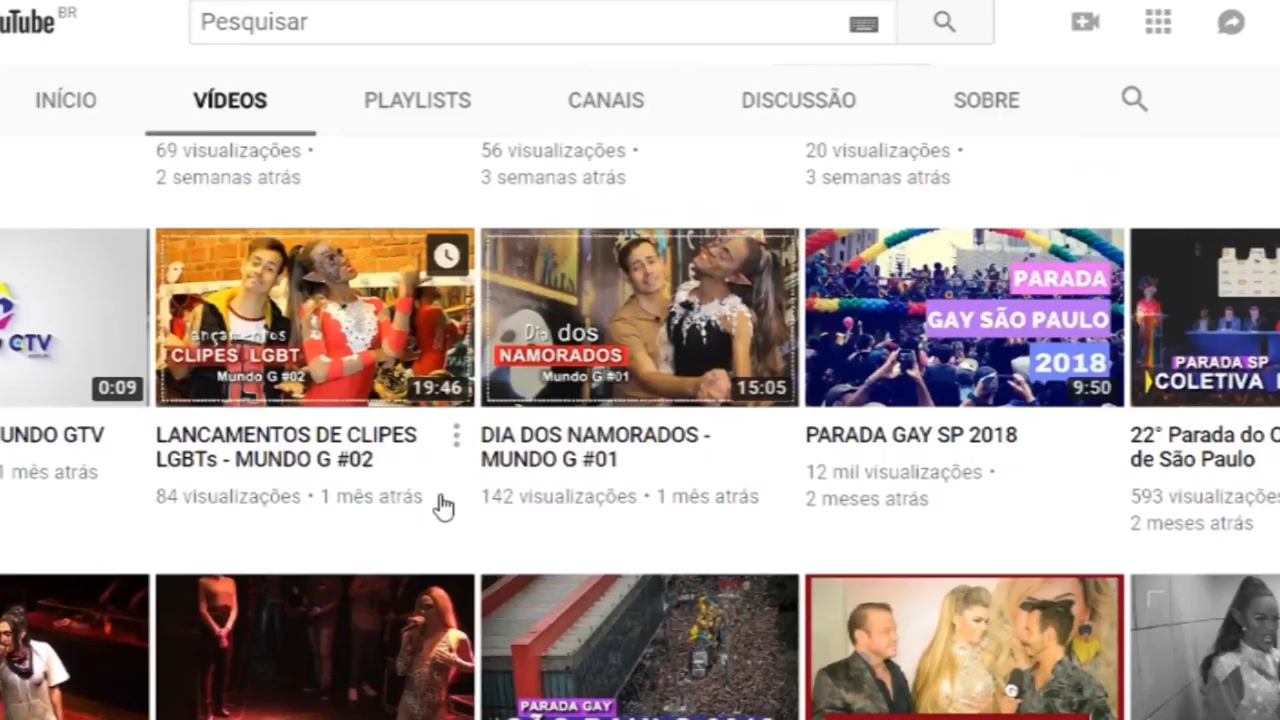 uTube BR
Pesquisar
INÍCIO
VÍDEOS
PLAYLISTS
CANAIS
DISCUSSÃO
SOBRE
69 visualizações •
2 semanas atrás
56 visualizações •
3 semanas atrás
20 visualizações •
3 semanas atrás
GTV
0:09
Lançamentos
CLIPES LGBT
Mundo G #02
19:46
Dia dos
NAMORADOS
Mundo G #01
15:05
PARADA
GAY SÃO PAULO
2018
9:50
PARADA SP
COLETIVA
UNDO GTV
1 mês atrás
LANCAMENTOS DE CLIPES
LGBTs - MUNDO G #02
84 visualizações • 1 mês atrás
DIA DOS NAMORADOS -
MUNDO G #01
142 visualizações • 1 mês atrás
PARADA GAY SP 2018
12 mil visualizações •
2 meses atrás
22° Parada do O
de São Paulo
593 visualizações
2 meses atrás
PARADA GAY